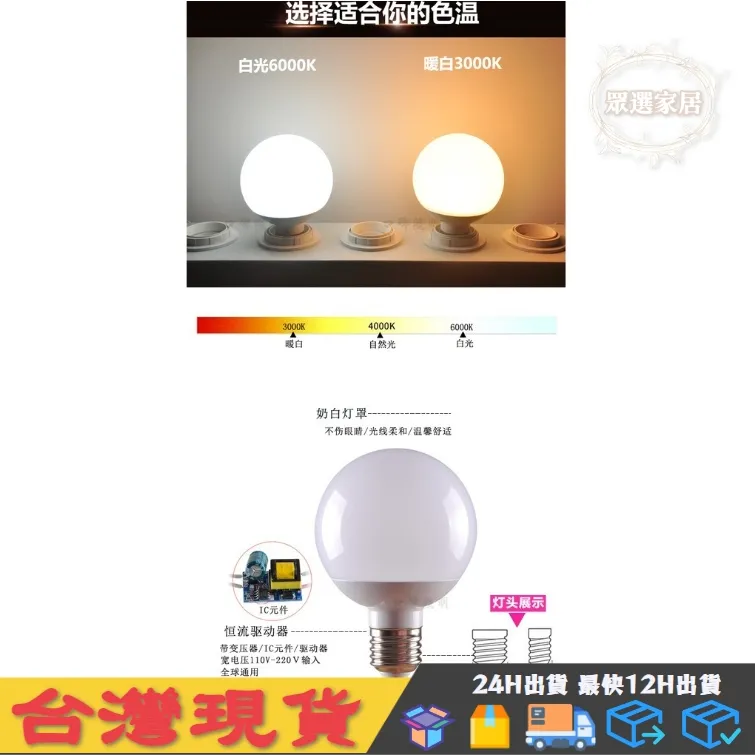 选择适合你的色温
白光6000K
暖白3000K
眾選家居
3000K
4000K
6000K
暖白
自然光
白光
奶白灯罩
不伤眼睛/光线柔和/温馨舒适
IC元件
灯头展示
恒流驱动器
带变压器/IC元件/驱动器
宽电压110V-220V输入
全球通用
24H出貨 最快12H出貨
台灣現貨